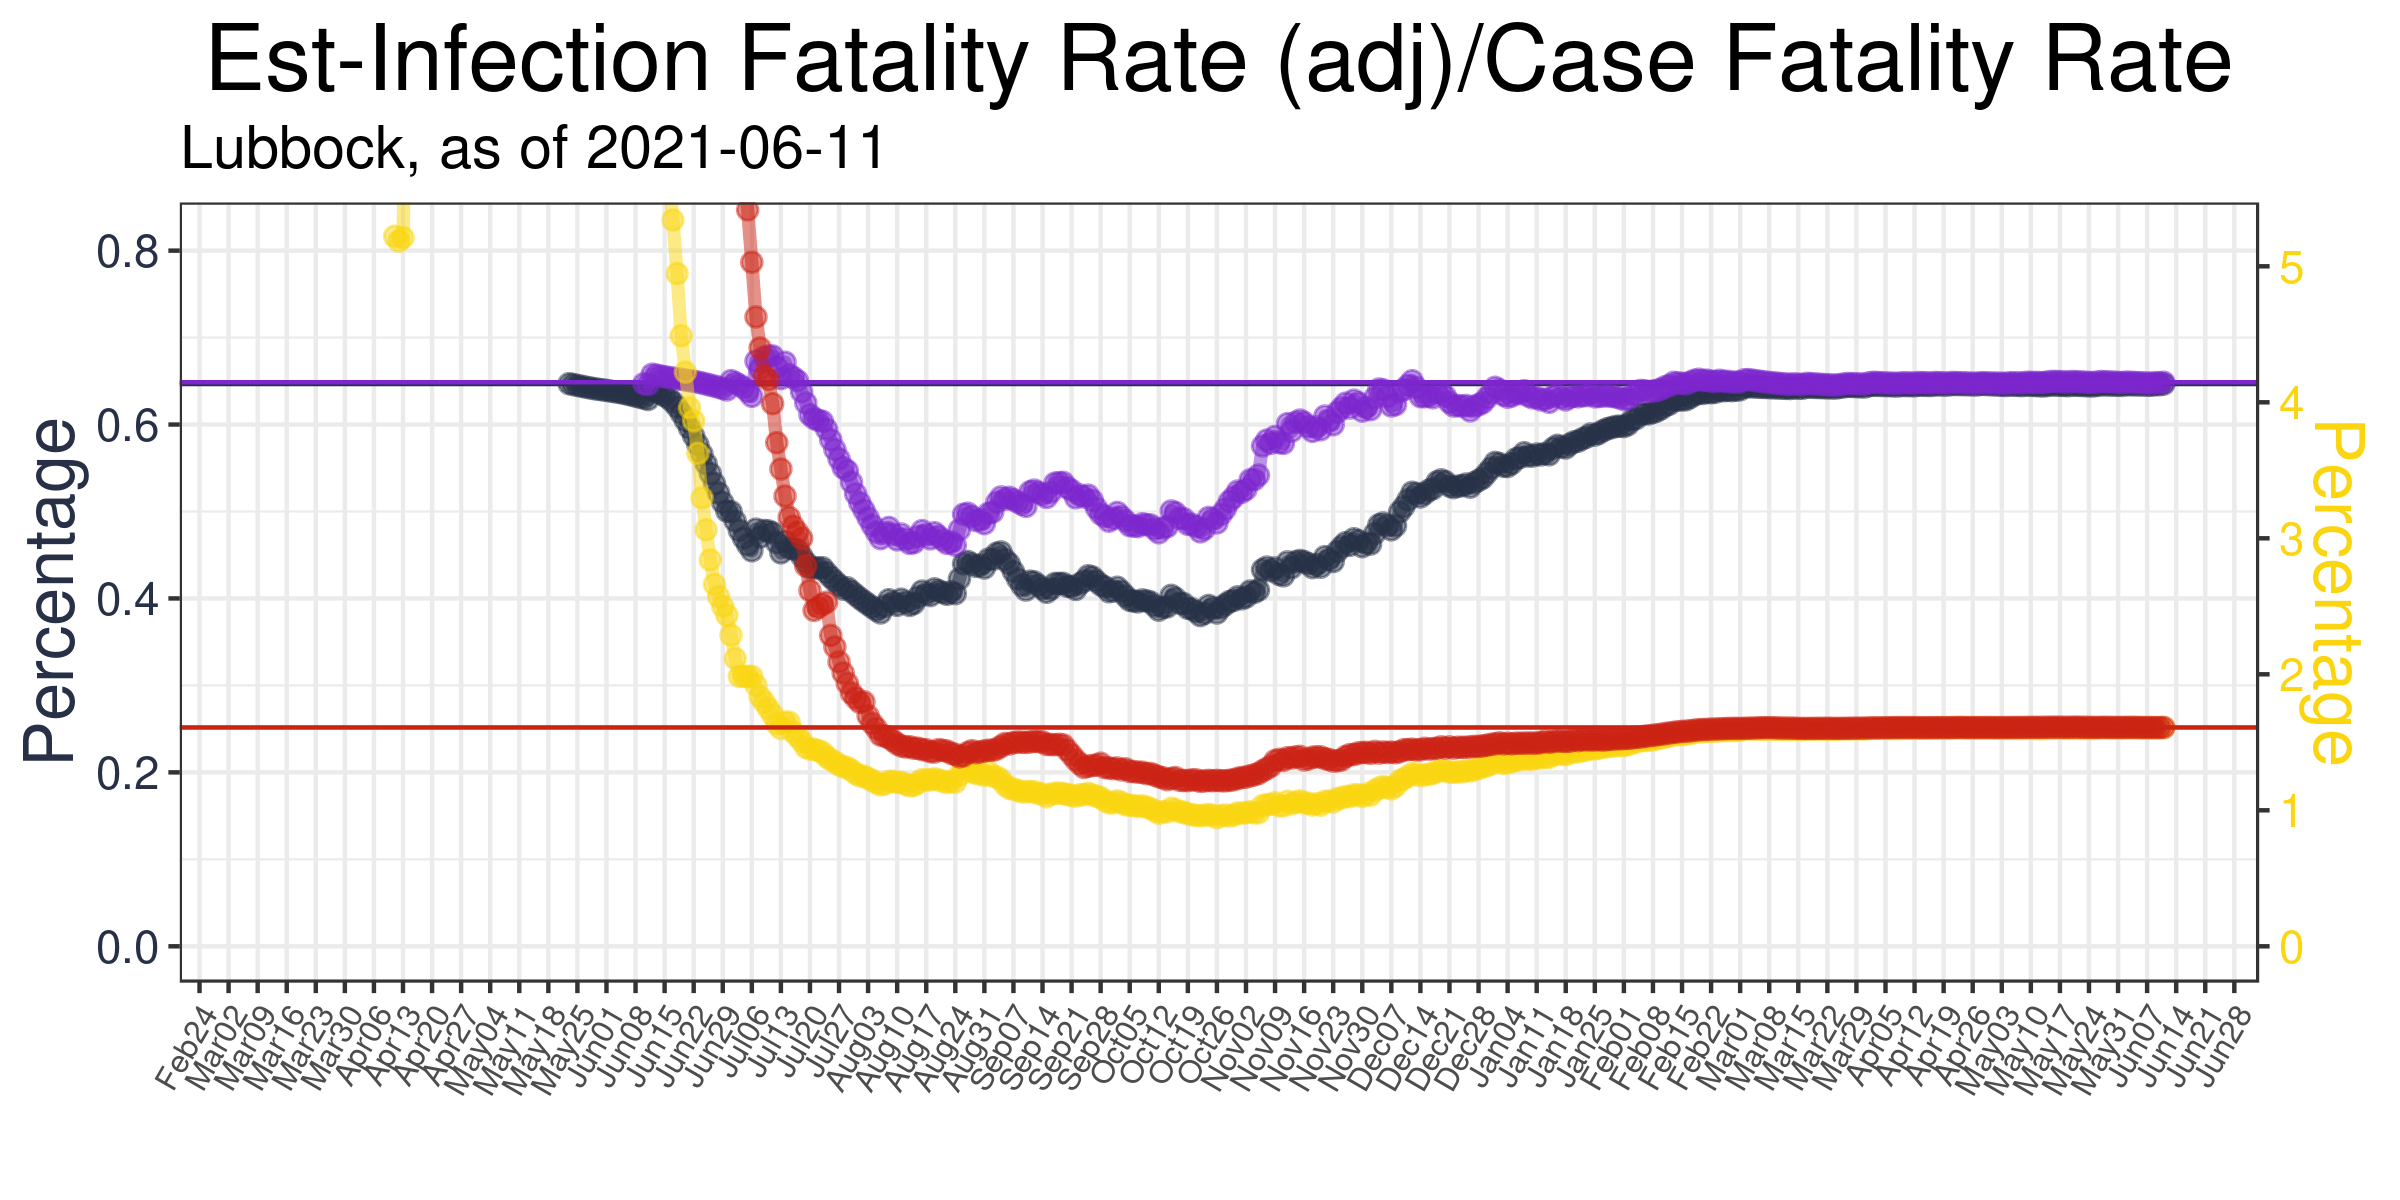 Est-Infection Fatality Rate (adj)/Case Fatality Rate
Lubbock, as of 2021-06-11
Percentage
0.8
0.6
0.4
0.2
0.0
5
4
3
2
1
0
Percentage
Feb24
Mar02
Mar09
Mar16
Mar23
Mar30
Apr06
Apr13
Apr20
Apr27
May04
May11
May18
May25
Jun01
Jun08
Jun15
Jun22
Jun29
Jul06
Jul13
Jul20
Jul27
Aug03
Aug10
Aug17
Aug24
Aug31
Sep07
Sep14
Sep21
Sep28
Oct05
Oct12
Oct19
Oct26
Nov02
Nov09
Nov16
Nov23
Nov30
Dec07
Dec14
Dec21
Dec28
Jan04
Jan11
Jan18
Jan25
Feb01
Feb08
Feb15
Feb22
Mar01
Mar08
Mar15
Mar22
Mar29
Apr05
Apr12
Apr19
Apr26
May03
May10
May17
May24
May31
Jun07
Jun14
Jun21
Jun28